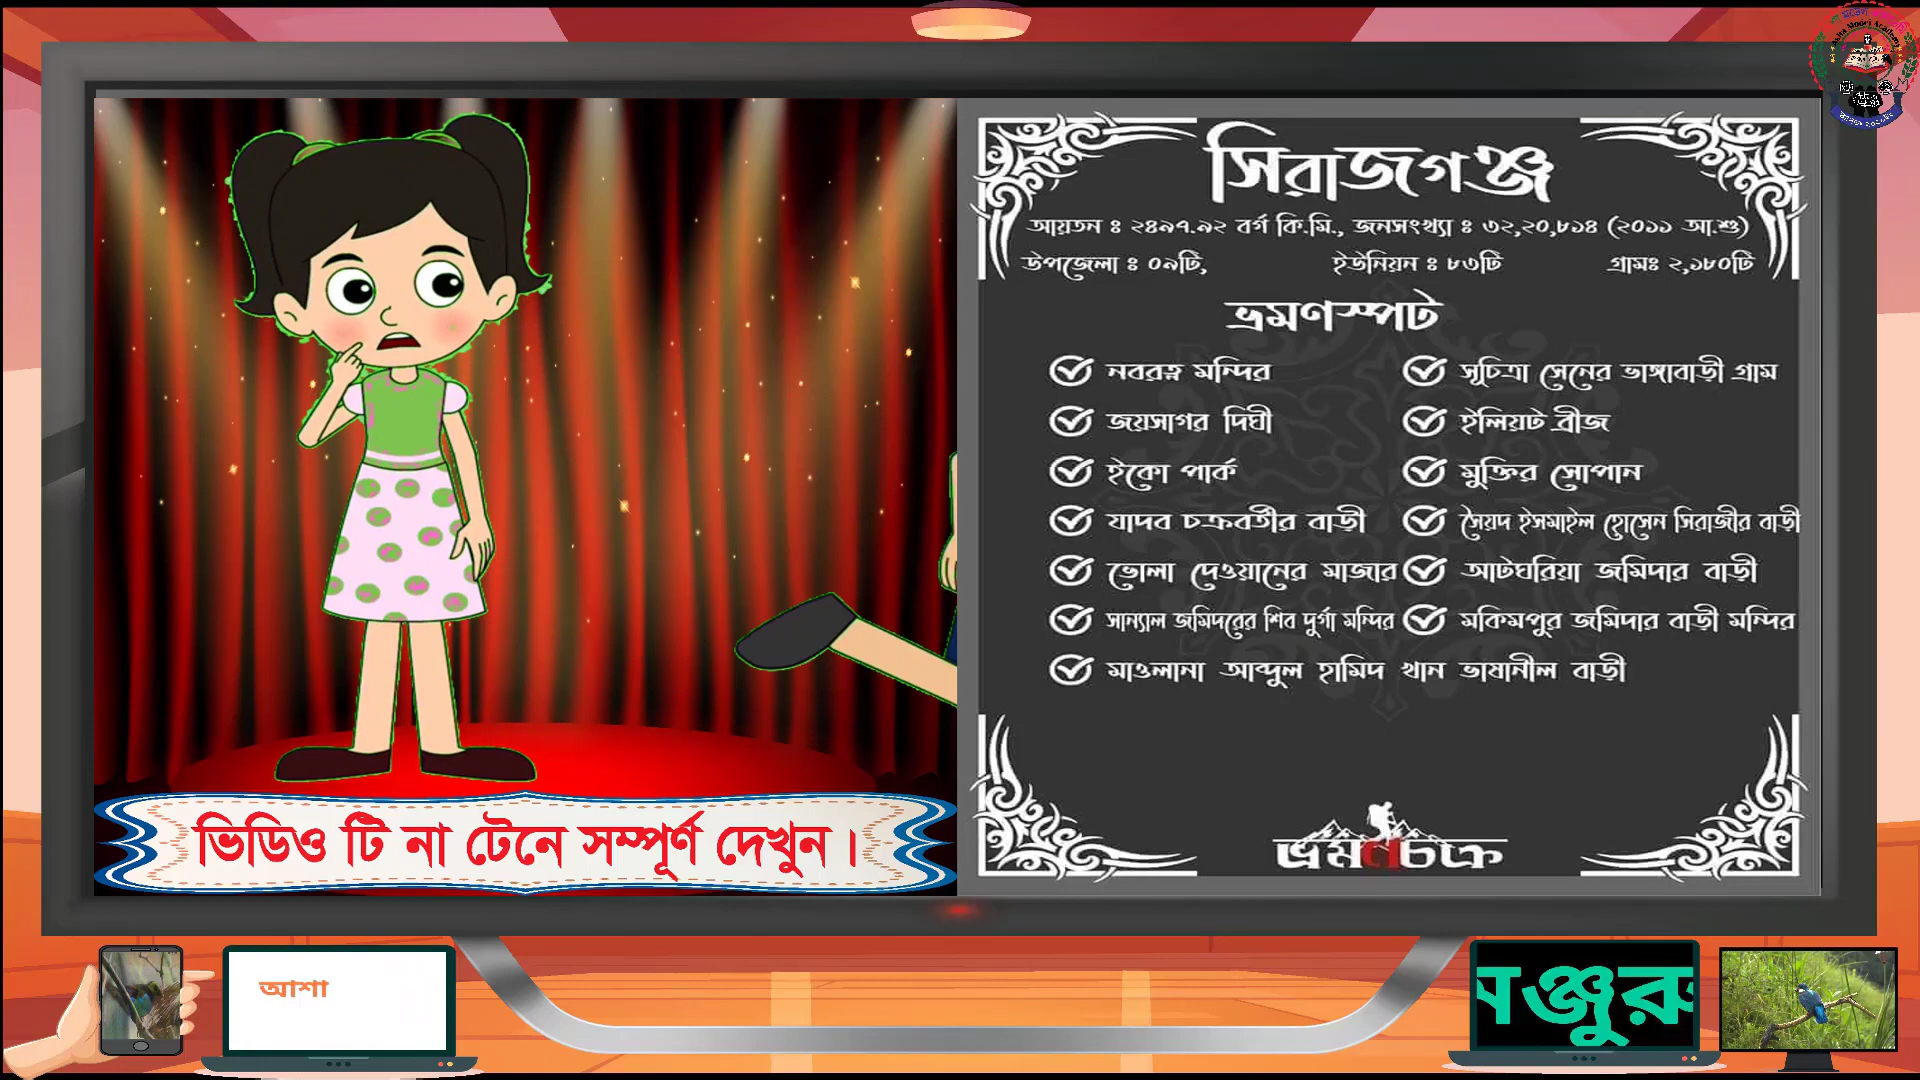 সিরাজগঞ্জ
আয়তন ঃ ২৪৯৭.৯২ বর্গ কি.মি., জনসংখ্যা ঃ ৩২,২০,৮১৪ (২০১১ আ.শু)
উপজেলা ঃ ০৯টি, ইউনিয়ন ঃ ৮৩টি গ্রামঃ ২,১৮০টি
ভ্রমণস্পট
নবরত্ন মন্দির
সূচিত্রা সেনের ভাঙ্গাবাড়ী গ্রাম
জয়সাগর দিঘী
ইলিয়ট ব্রীজ
ইকো পার্ক
মুক্তির সোপান
যাদব চক্রবর্তীর বাড়ী
সৈয়দ ইসমাইল হোসেন সিরাজীর বাড়ী
ভোলা দেওয়ানের মাজার
আটঘরিয়া জমিদার বাড়ী
সান্যাল জমিদরের শিব দুর্গা মন্দির
মকিমপুর জমিদার বাড়ী মন্দির
মাওলানা আব্দুল হামিদ খান ভাষানীল বাড়ী
ভ্রমণচক্র
ভিডিও টি না টেনে সম্পূর্ণ দেখুন।
আশা
মঞ্জুরু